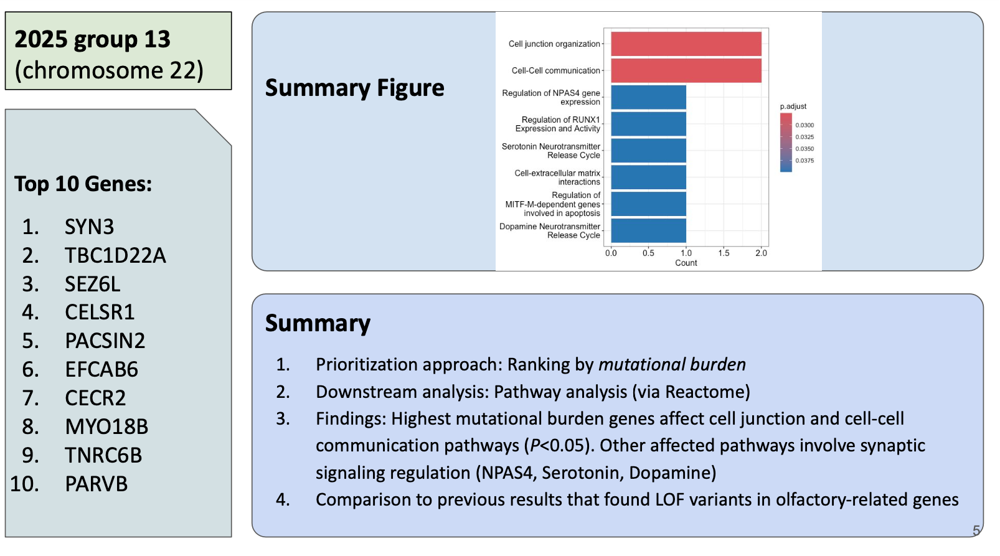 2025 group 13
(chromosome 22)
Top 10 Genes:
1. SYN3
2. TBC1D22A
3. SEZ6L
4. CELSR1
5. PACSIN2
6. EFCAB6
7. CECR2
8. MYO18B
9. TNRC6B
10. PARVB
Summary Figure
Cell junction organization
Cell-Cell communication
Regulation of NPAS4 gene
expression
Regulation of RUNX1
Expression and Activity
Serotonin Neurotransmitter
Release Cycle
Cell-extracellular matrix
interactions
Regulation of
MITF-M-dependent genes
involved in apoptosis
Dopamine Neurotransmitter
Release Cycle
0.0 0.5 1.0 1.5 2.0
Count
p.adjust
0.0300
0.0325
0.0350
0.0375
Summary
1. Prioritization approach: Ranking by mutational burden
2. Downstream analysis: Pathway analysis (via Reactome)
3. Findings: Highest mutational burden genes affect cell junction and cell-cell
communication pathways (P<0.05). Other affected pathways involve synaptic
signaling regulation (NPAS4, Serotonin, Dopamine)
4. Comparison to previous results that found LOF variants in olfactory-related genes
5